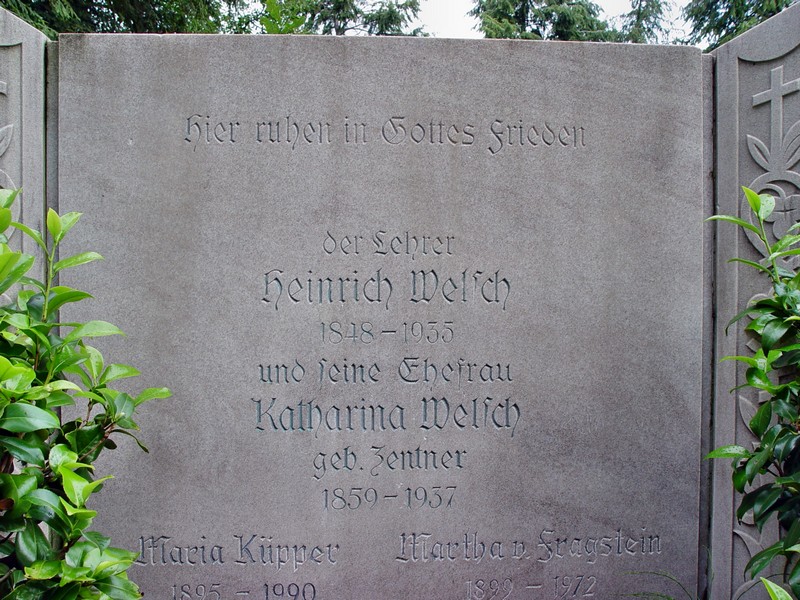 Hier ruhen in Gottes Frieden
der Lehrer
Heinrich Welsch
1848 – 1935
und seine Ehefrau
Katharina Welsch
geb. Zentner
1859 – 1937
Maria Küpper Martha v. Fragstein
1895 – 1990 1899 – 1972